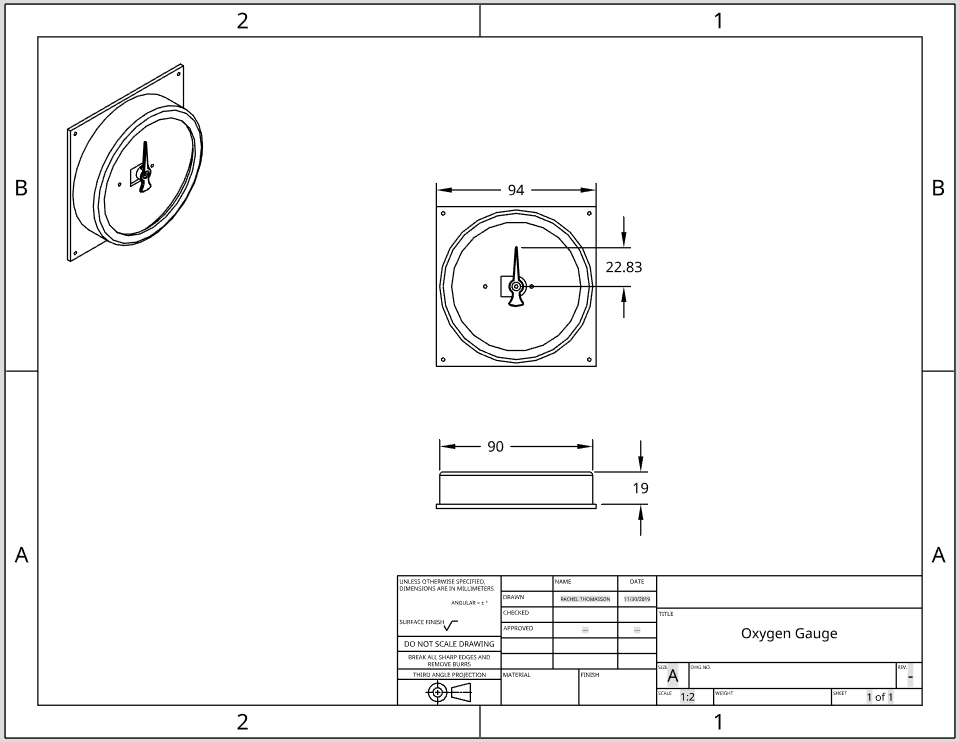 2
1
B
B
94
22.83
90
19
A
A
UNLESS OTHERWISE SPECIFIED,
DIMENSIONS ARE IN MILLIMETERS
ANGULAR = ± °
SURFACE FINISH
DO NOT SCALE DRAWING
BREAK ALL SHARP EDGES AND
REMOVE BURRS
THIRD ANGLE PROJECTION
NAME
DATE
DRAWN
RACHEL THOMASSON
11/30/2019
CHECKED
APPROVED
---
---
MATERIAL
FINISH
TITLE
Oxygen Gauge
SIZE
A
DWG NO.
REV.
-
SCALE
1:2
WEIGHT
SHEET
1 of 1
2
1